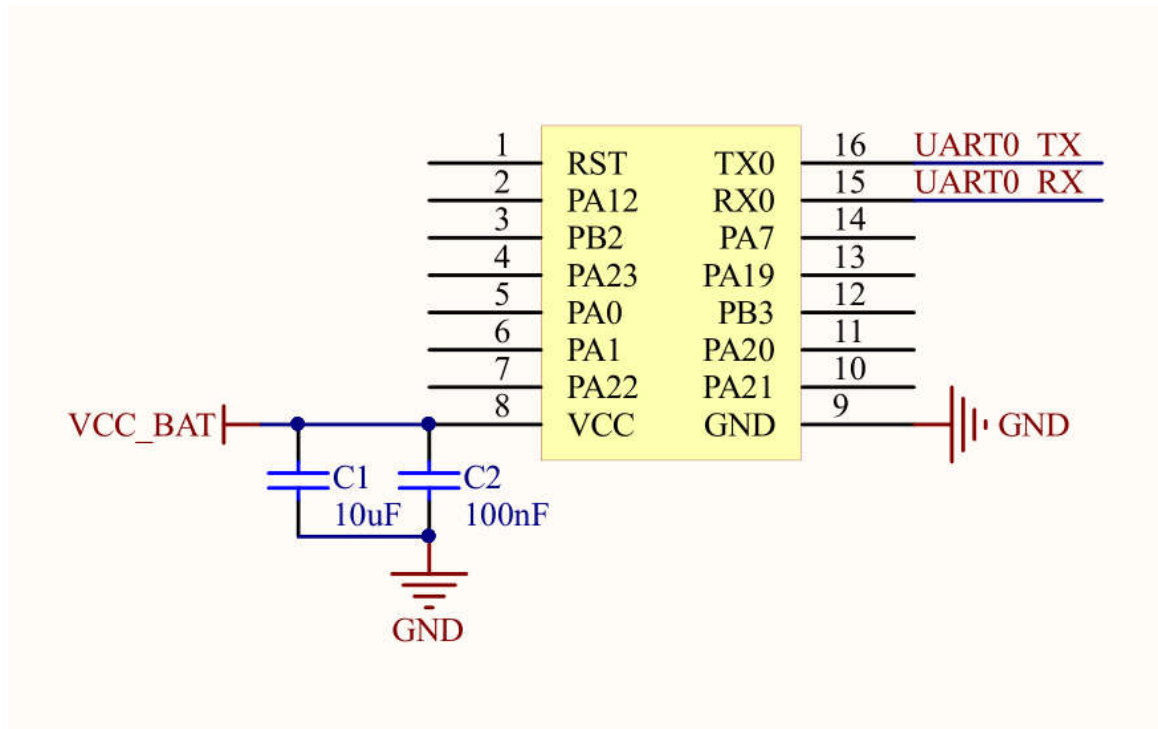 1 RST TX0 16 UART0 TX
2 PA12 RX0 15 UART0 RX
3 PB2 PA7 14
4 PA23 PA19 13
5 PA0 PB3 12
6 PA1 PA20 11
7 PA22 PA21 10
VCC_BAT 8 VCC GND 9 GND
C1 C2
10uF 100nF
GND